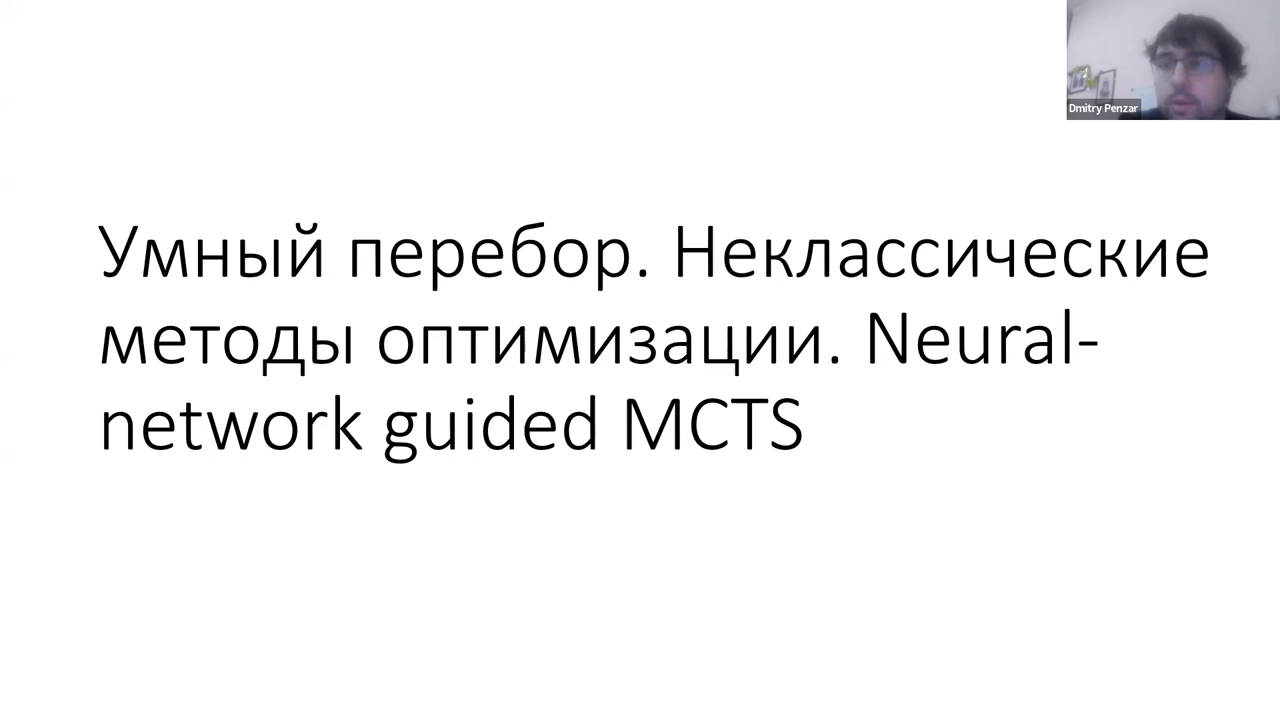 Dmitry Penzar
Умный перебор. Неклассические
методы оптимизации. Neural-
network guided MCTS